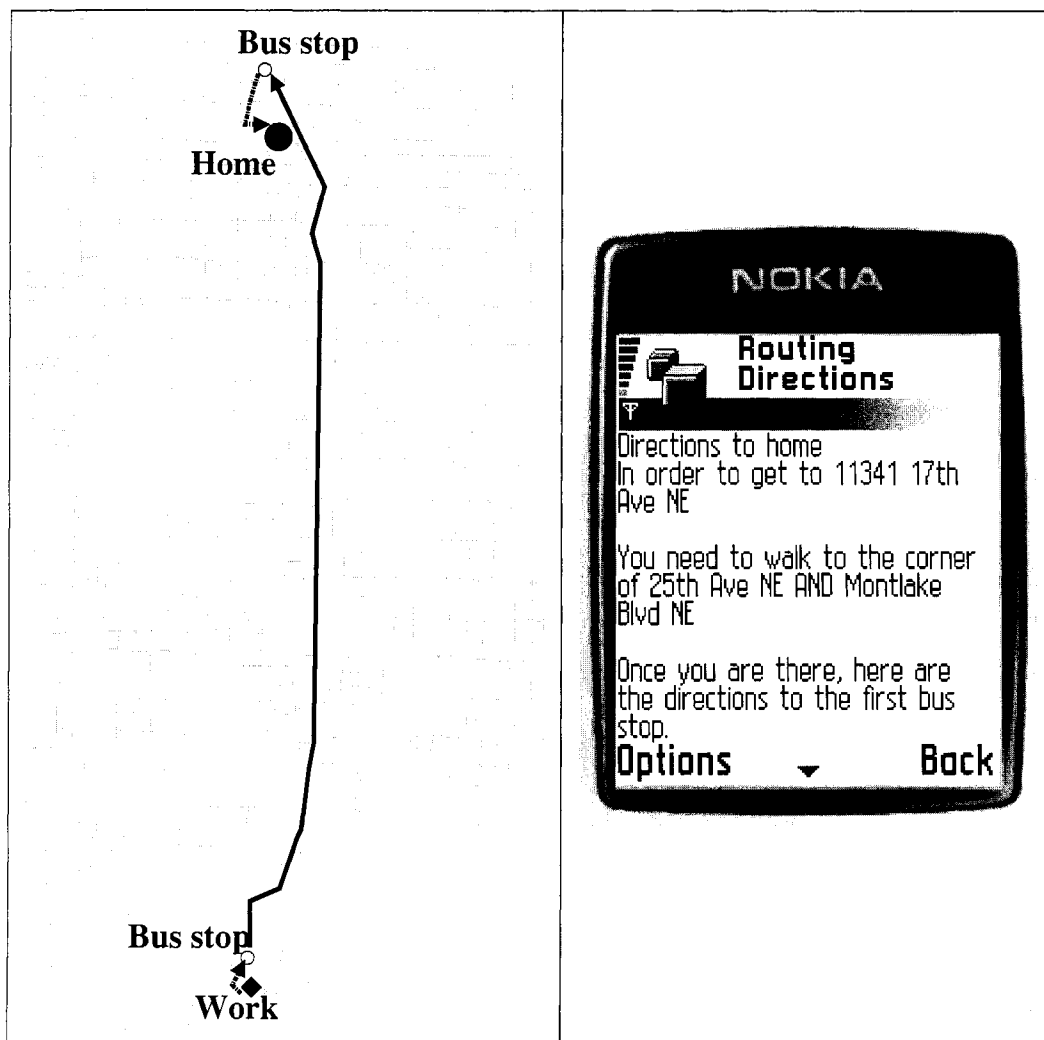 Bus stop
Home
Bus stop
Work
NOKIA
Routing
Directions
Directions to home
In order to get to 11341 17th
Ave NE
You need to walk to the corner
of 25th Ave NE AND Montlake
Blvd NE
Once you are there, here are
the directions to the first bus
stop.
Options
Back